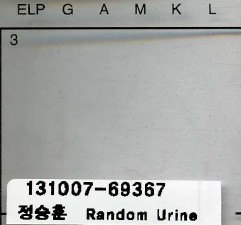 ELP G A M K L
3
131007-69367
정승훈 Random Urine